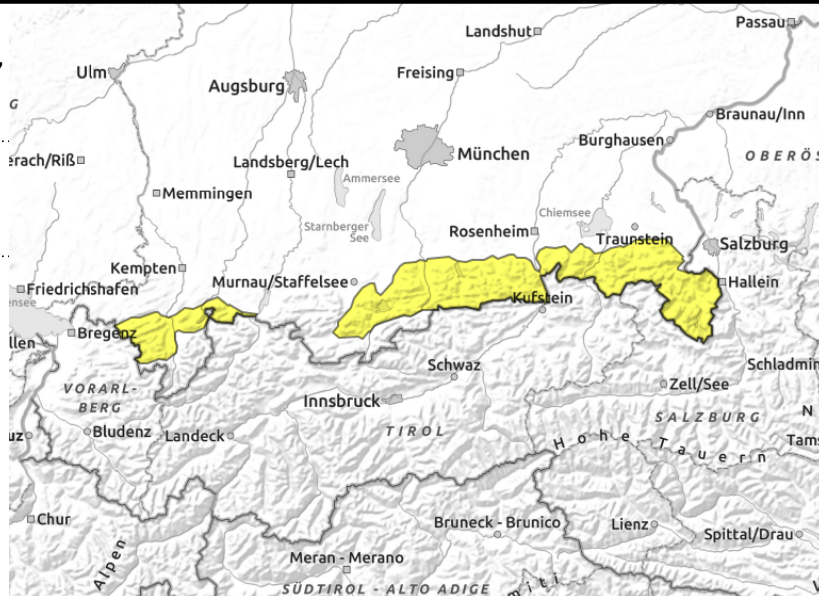 Passau
Landshut
Ulm
Freising
Augsburg
G
Braunau/Inn
Burghausen
erach/Riß
München
Landsberg/Lech
OBERÖS
Ammersee
Memmingen
Chiemsee
Starnberger
See
Rosenheim
Traunstein
Salzburg
Kempten
Murnau/Staffelsee
Hallein
Friedrichshafen
ensee
Kufstein
Bregenz
llen
Schwaz
Schladmin
VORARL-
BERG
Zell/See
Innsbruck
SALZBURG
N
Bludenz
Landeck
TIROL
uz
Hohe Tauern
Tams
Chur
Bruneck - Brunico
Lienz
Spittal/Drau
Alpen
Meran - Merano
SÜDTIROL - ALTO ADIGE
miti